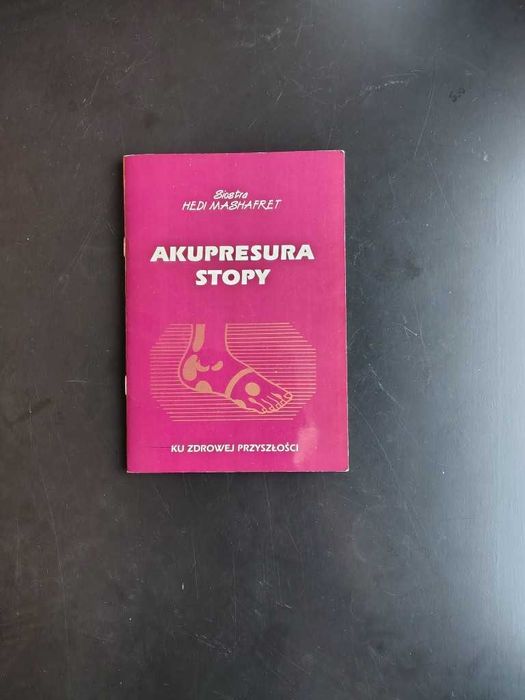 Siostra
HEDI MASHAFRET
AKUPRESURA
STOPY
KU ZDROWEJ PRZYSZŁOŚCI